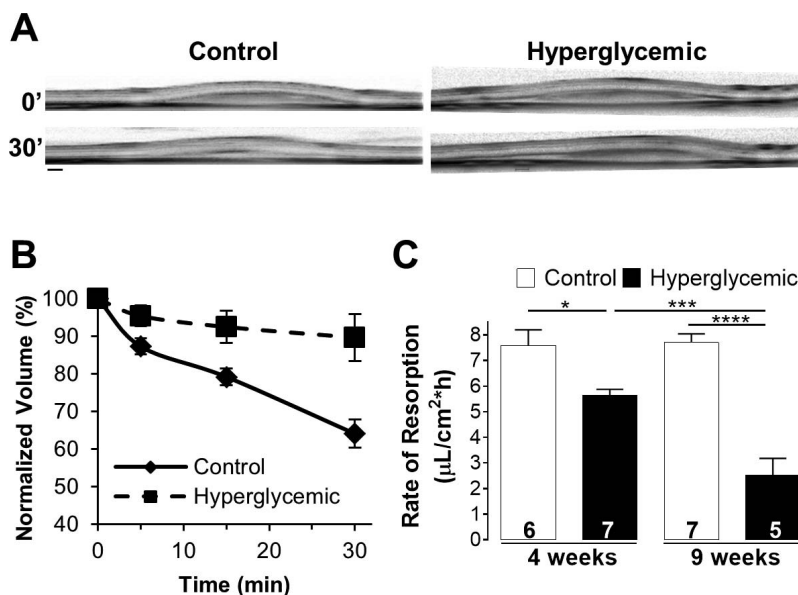 A
Control
Hyperglycemic
0'
30'
B
Normalized Volume (%)
100
90
80
70
60
50
40
Control
Hyperglycemic
0
10
20
30
Time (min)
C
Control
Hyperglycemic
*
***
****
Rate of Resorption
(μL/cm²*h)
8
7
6
5
4
3
2
1
0
6
7
7
5
4 weeks
9 weeks